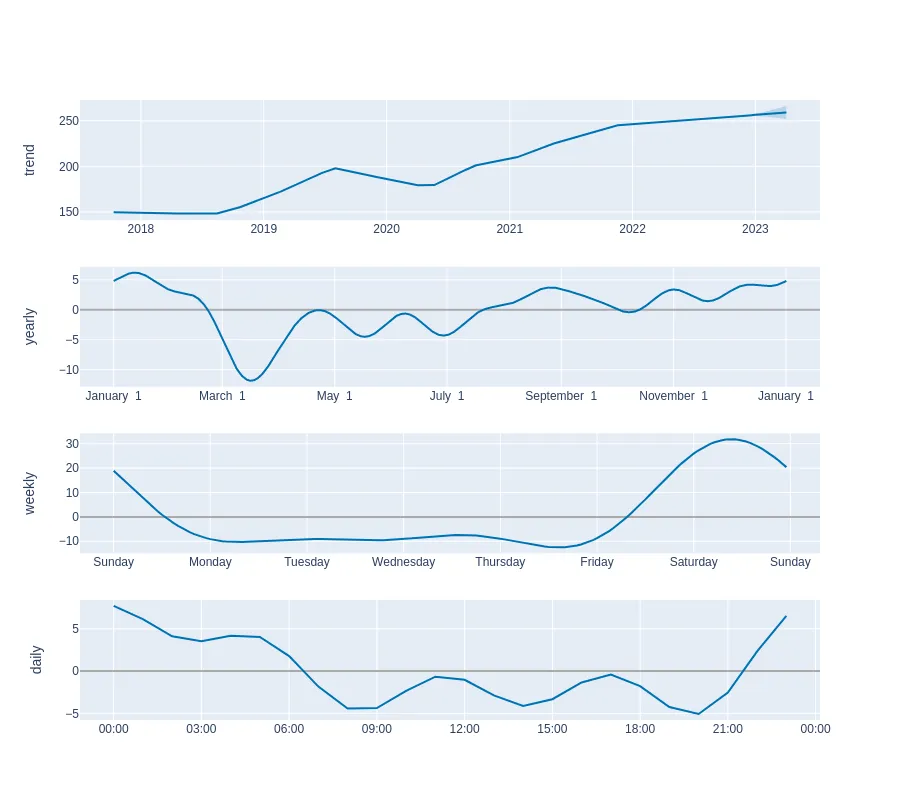 trend
250
200
150
2018 2019 2020 2021 2022 2023
yearly
5
0
−5
−10
January 1 March 1 May 1 July 1 September 1 November 1 January 1
weekly
30
20
10
0
−10
Sunday Monday Tuesday Wednesday Thursday Friday Saturday Sunday
daily
5
0
−5
00:00 03:00 06:00 09:00 12:00 15:00 18:00 21:00 00:00